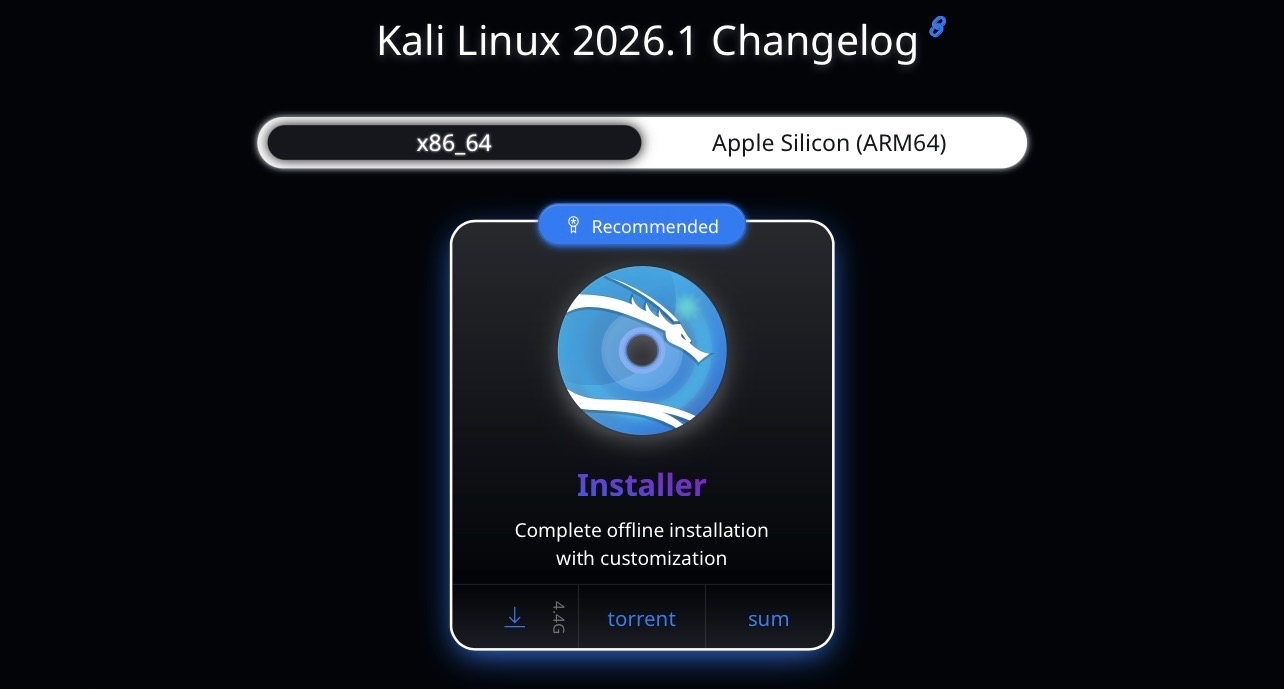 Kali Linux 2026.1 Changelog
x86_64
Apple Silicon (ARM64)
Recommended
Installer
Complete offline installation
with customization
4.4G
torrent
sum